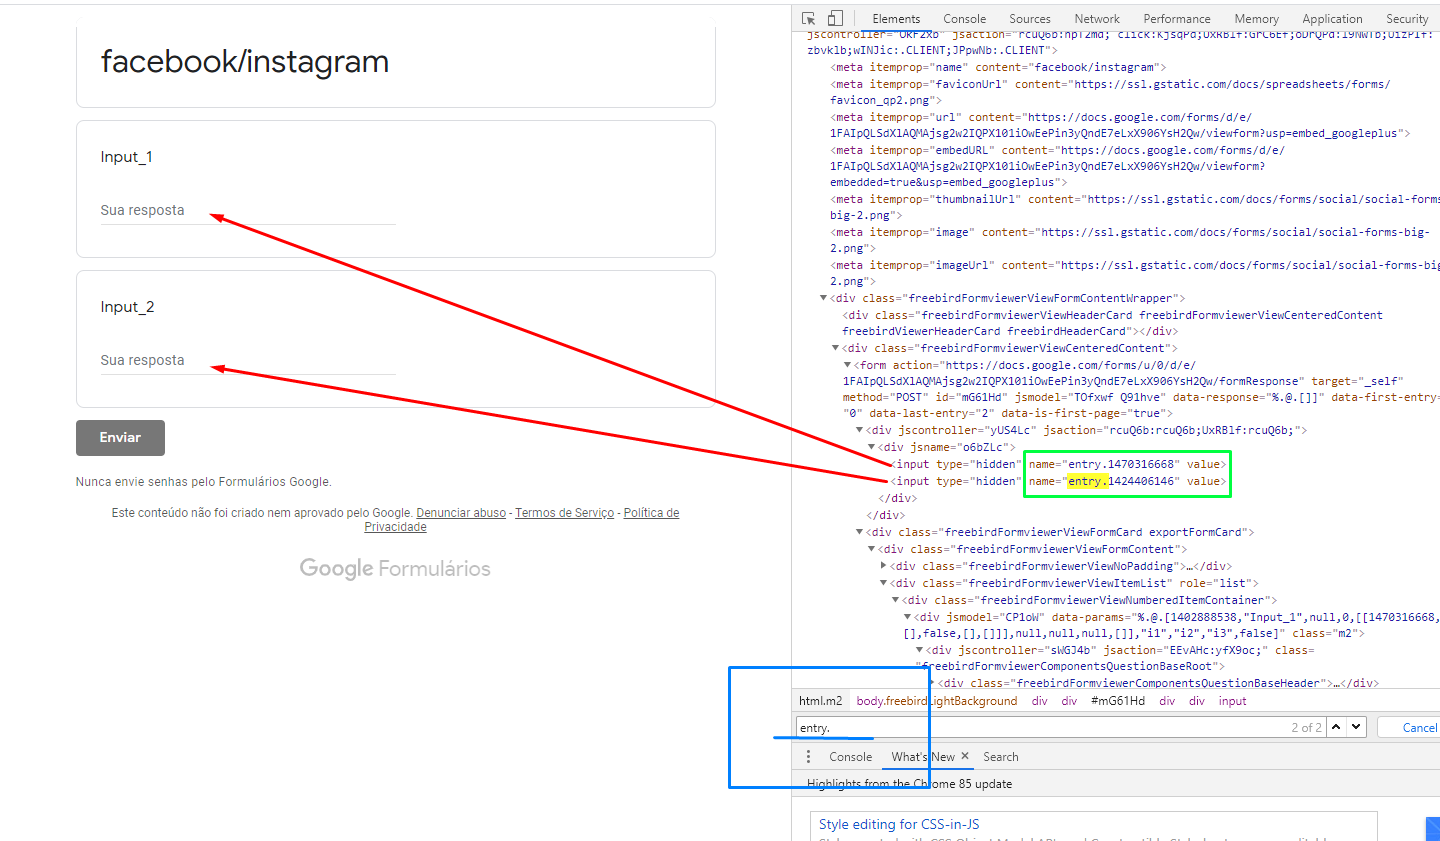 facebook/instagram
Input_1
Sua resposta
Input_2
Sua resposta
Enviar
Nunca envie senhas pelo Formulários Google.
Este conteúdo não foi criado nem aprovado pelo Google. Denunciar abuso - Termos de Serviço - Política de
Privacidade
Google Formulários
Elements Console Sources Network Performance Memory Application Security
zbvklb;wINJic:.CLIENT;JPpwNb:.CLIENT">
<meta itemprop="name" content="facebook/instagram">
<meta itemprop="faviconUrl" content="https://ssl.gstatic.com/docs/spreadsheets/forms/
favicon_qp2.png">
<meta itemprop="url" content="https://docs.google.com/forms/d/e/
1FAIpQLSdXlAQMAjsg2w2IQPX101iOwEePin3yQndE7eLxX906YsH2Qw/viewform?usp=embed_googleplus">
<meta itemprop="embedURL" content="https://docs.google.com/forms/d/e/
1FAIpQLSdXlAQMAjsg2w2IQPX101iOwEePin3yQndE7eLxX906YsH2Qw/viewform?
embedded=true&usp=embed_googleplus">
<meta itemprop="thumbnailUrl" content="https://ssl.gstatic.com/docs/forms/social/social-forms-
big-2.png">
<meta itemprop="image" content="https://ssl.gstatic.com/docs/forms/social/social-forms-big-
2.png">
<meta itemprop="imageUrl" content="https://ssl.gstatic.com/docs/forms/social/social-forms-big-
2.png">
<div class="freebirdFormviewerViewFormContentWrapper">
<div class="freebirdFormviewerViewHeaderCard freebirdFormviewerViewCenteredContent
freebirdViewerHeaderCard freebirdHeaderCard"></div>
<div class="freebirdFormviewerViewCenteredContent">
<form action="https://docs.google.com/forms/u/0/d/e/
1FAIpQLSdXlAQMAjsg2w2IQPX101iOwEePin3yQndE7eLxX906YsH2Qw/formResponse" target="_self"
method="POST" id="mG61Hd" jsmodel="TOfxwf Q91hve" data-response="%.@.[]]" data-first-entry=
"0" data-last-entry="2" data-is-first-page="true">
<div jscontroller="yUS4Lc" jsaction="rcuQ6b:rcuQ6b;UxRBlf:rcuQ6b;">
<div jsname="o6bZLc">
<input type="hidden" name="entry.1470316668" value>
<input type="hidden" name="entry.1424406146" value>
</div>
</div>
<div class="freebirdFormviewerViewFormCard exportFormCard">
<div class="freebirdFormviewerViewFormContent">
<div class="freebirdFormviewerViewNoPadding">…</div>
<div class="freebirdFormviewerViewItemList" role="list">
<div class="freebirdFormviewerViewNumberedItemContainer">
<div jsmodel="CP1oW" data-params="%.@.[1402888538,"Input_1",null,0,[[1470316668,
[],false,[],[]]],null,null,null,[]],"i1","i2","i3",false]" class="m2">
<div jscontroller="sWGJ4b" jsaction="EEvAHc:yfX9oc;" class=
"freebirdFormviewerComponentsQuestionBaseRoot">
<div class="freebirdFormviewerComponentsQuestionBaseHeader">…</div>
html.m2 body.freebirdLightBackground div div #mG61Hd div div input
entry. 2 of 2 Cancel
Console What's New × Search
Highlights from the Chrome 85 update
Style editing for CSS-in-JS